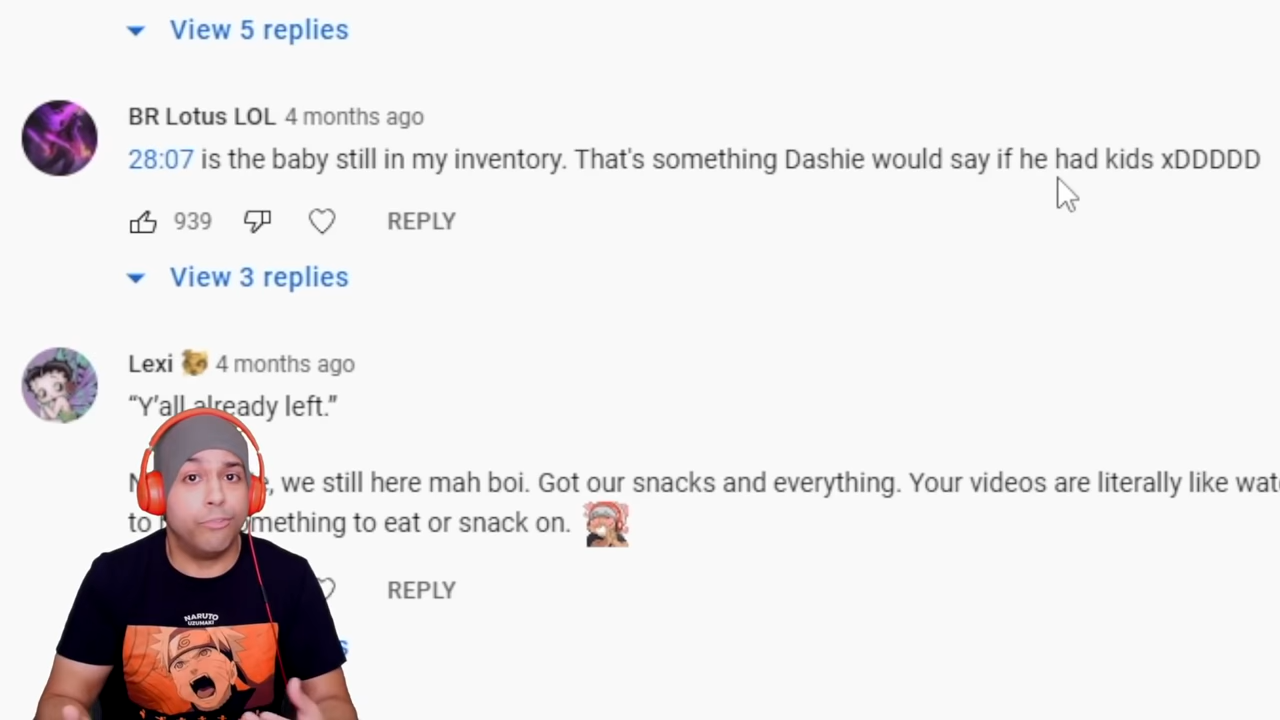 View 5 replies
BR Lotus LOL 4 months ago
28:07 is the baby still in my inventory. That's something Dashie would say if he had kids xDDDDD
939 REPLY
View 3 replies
Lexi 4 months ago
“Y'all already left.”
we still here mah boi. Got our snacks and everything. Your videos are literally like
to something to eat or snack on.
REPLY
NARUTO
UZUMAKI